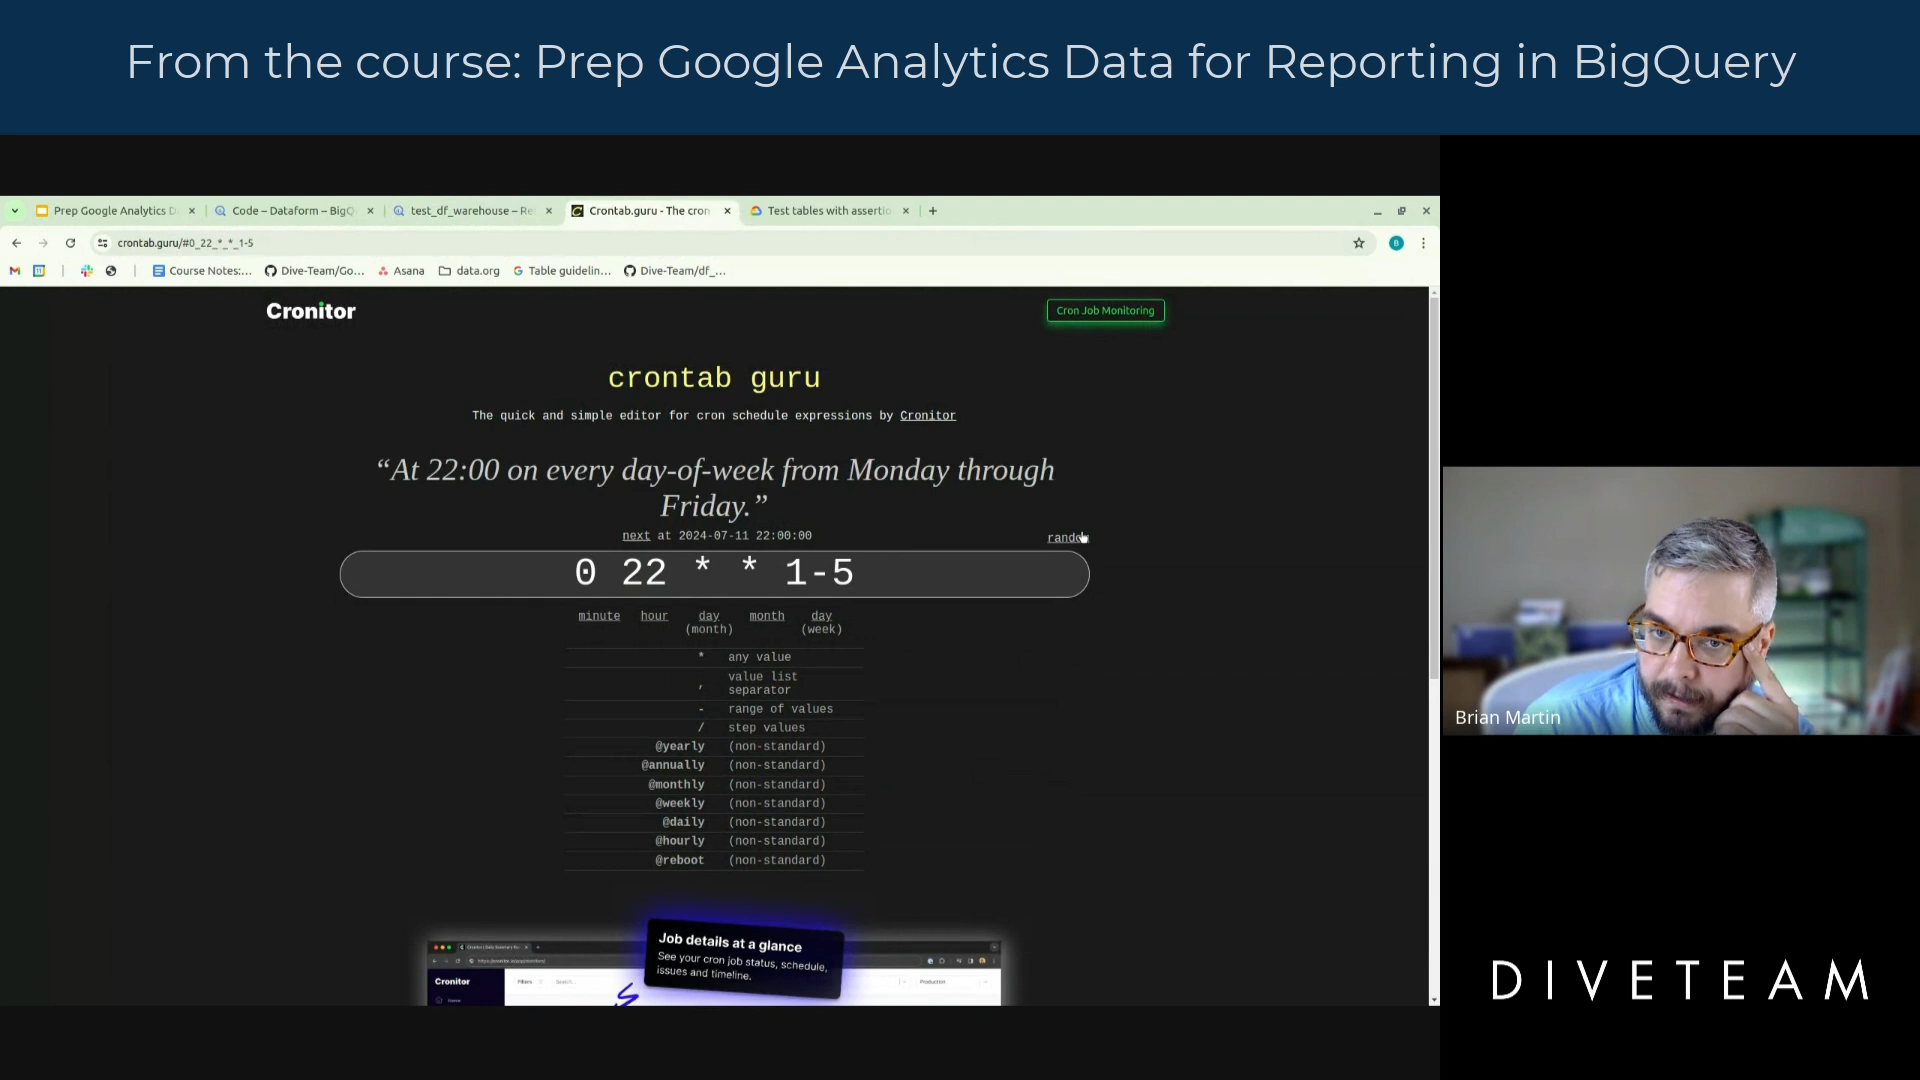 From the course: Prep Google Analytics Data for Reporting in BigQuery
Prep Google Analytics D
Code – Dataform – BigQ
test_df_warehouse – Re
Crontab.guru - The cron
Test tables with assertio
crontab.guru/#0_22_*_*_1-5
B
Course Notes:...
Dive-Team/Go...
Asana
data.org
Table guidelin...
Dive-Team/df_...
Cronitor
Cron Job Monitoring
crontab guru
The quick and simple editor for cron schedule expressions by Cronitor
“At 22:00 on every day-of-week from Monday through
Friday.”
next at 2024-07-11 22:00:00
0 22 * * 1-5
minute hour day month day
(month) (week)
* any value
, value list
separator
- range of values
/ step values
@yearly (non-standard)
@annually (non-standard)
@monthly (non-standard)
@weekly (non-standard)
@daily (non-standard)
@hourly (non-standard)
@reboot (non-standard)
Job details at a glance
See your cron job status, schedule,
issues and timeline.
Cronitor
Filters
Search...
Production
Home
Brian Martin
DIVETEAM